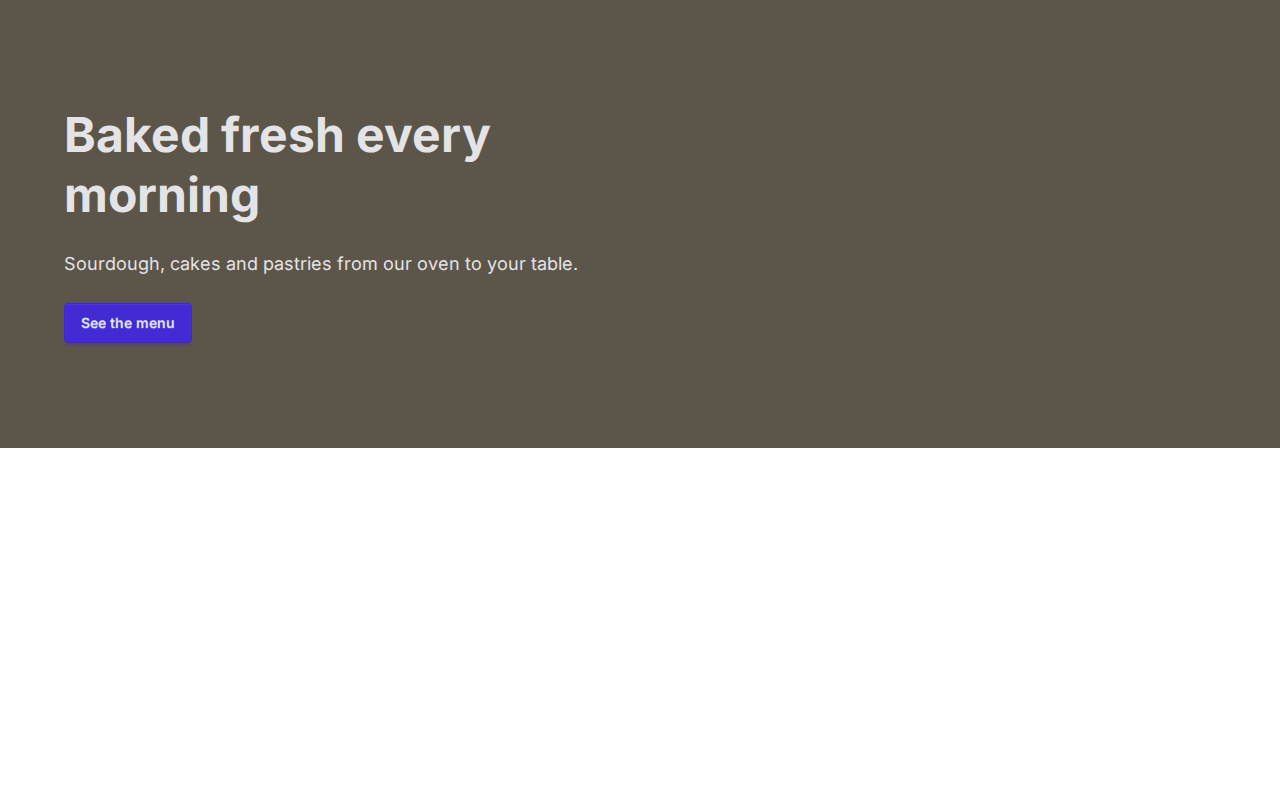 Baked fresh every
morning
Sourdough, cakes and pastries from our oven to your table.
See the menu